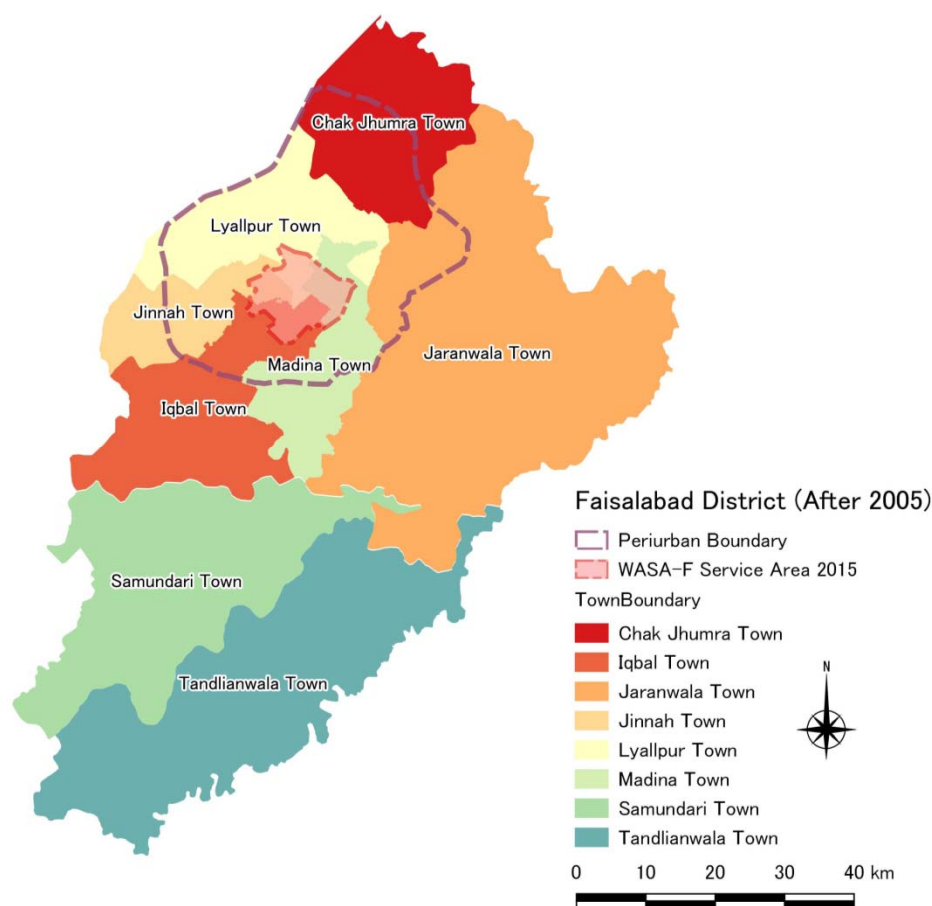 Chak Jhumra Town
Lyallpur Town
Jinnah Town
Jaranwala Town
Madina Town
Iqbal Town
Samundari Town
Tandlianwala Town
Faisalabad District (After 2005)
Periurban Boundary
WASA-F Service Area 2015
TownBoundary
Chak Jhumra Town
Iqbal Town
Jaranwala Town
Jinnah Town
Lyallpur Town
Madina Town
Samundari Town
Tandlianwala Town
N
0 10 20 30 40 km